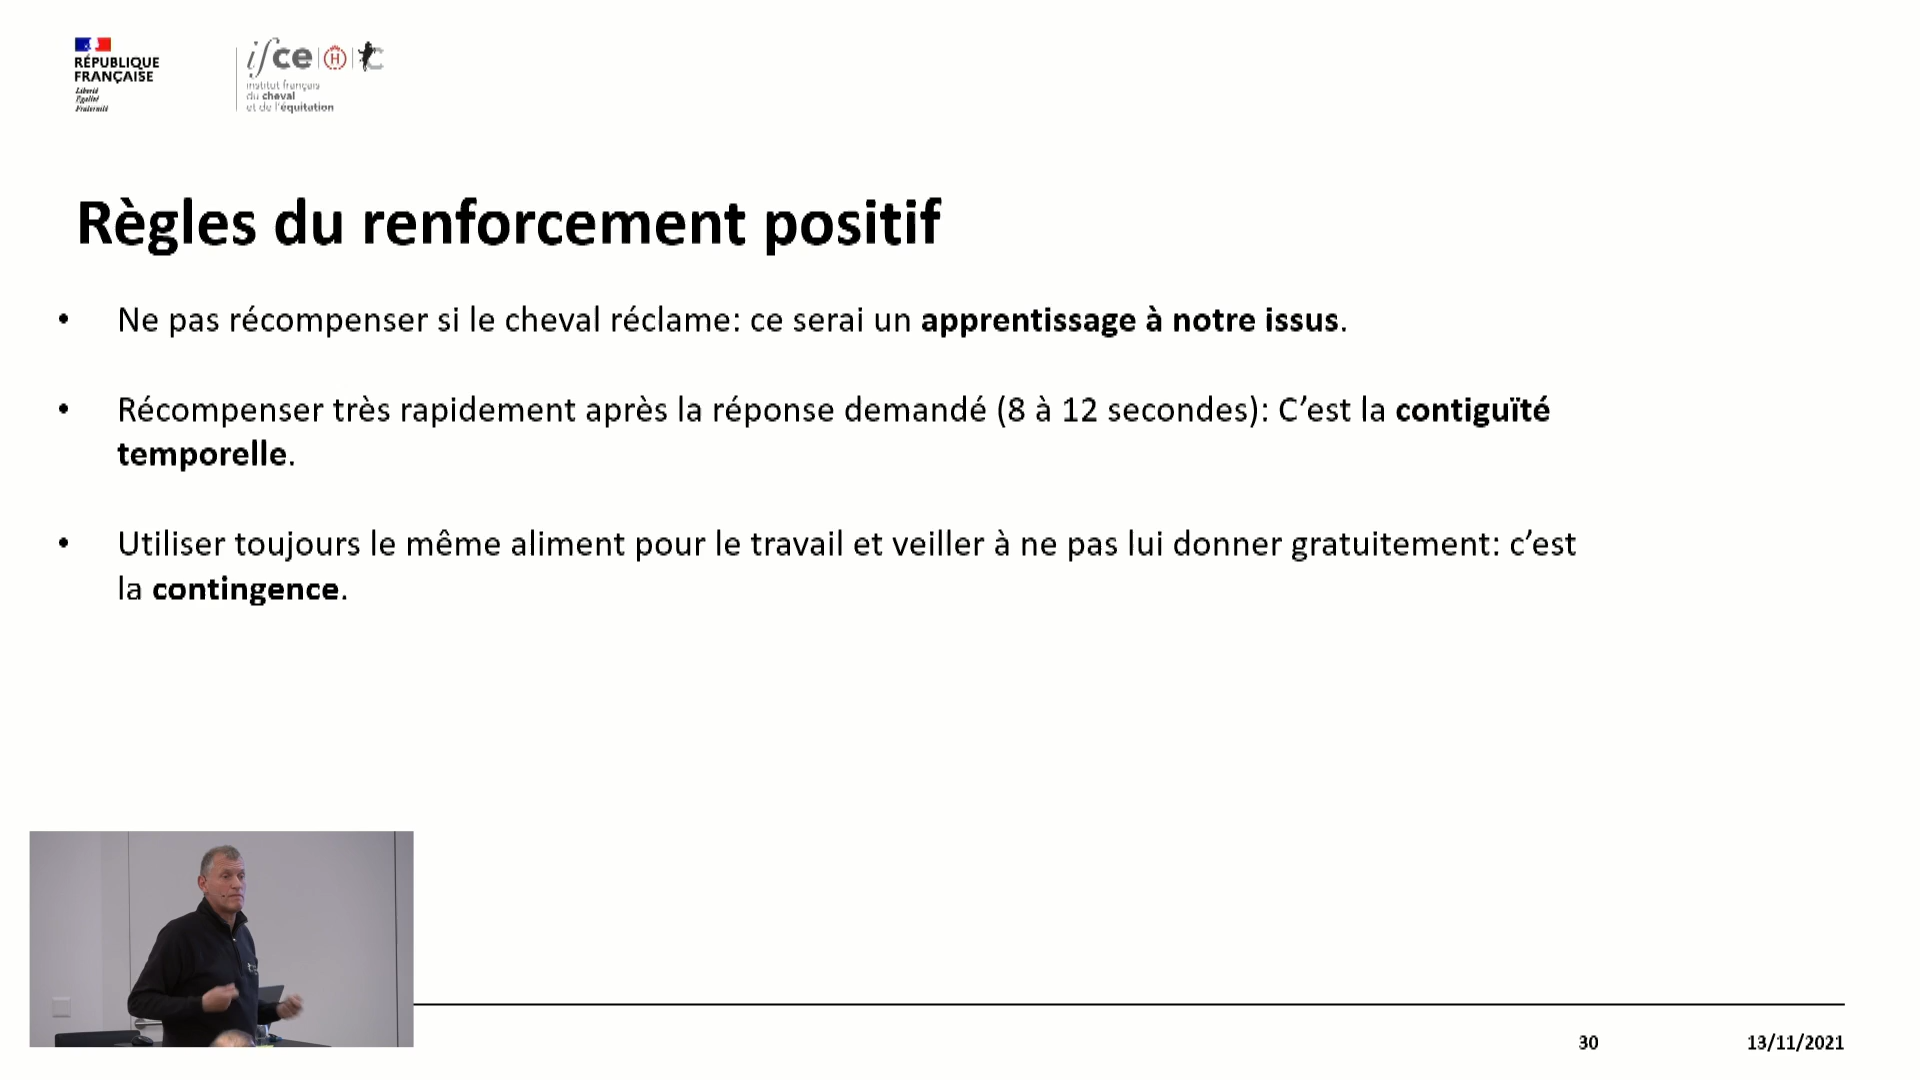 RÉPUBLIQUE
FRANÇAISE
Liberté
Égalité
Fraternité
ifce H
institut français
du cheval
et de l'équitation
Règles du renforcement positif
• Ne pas récompenser si le cheval réclame: ce serai un apprentissage à notre issus.
• Récompenser très rapidement après la réponse demandé (8 à 12 secondes): C’est la contiguïté
temporelle.
• Utiliser toujours le même aliment pour le travail et veiller à ne pas lui donner gratuitement: c’est
la contingence.
30
13/11/2021